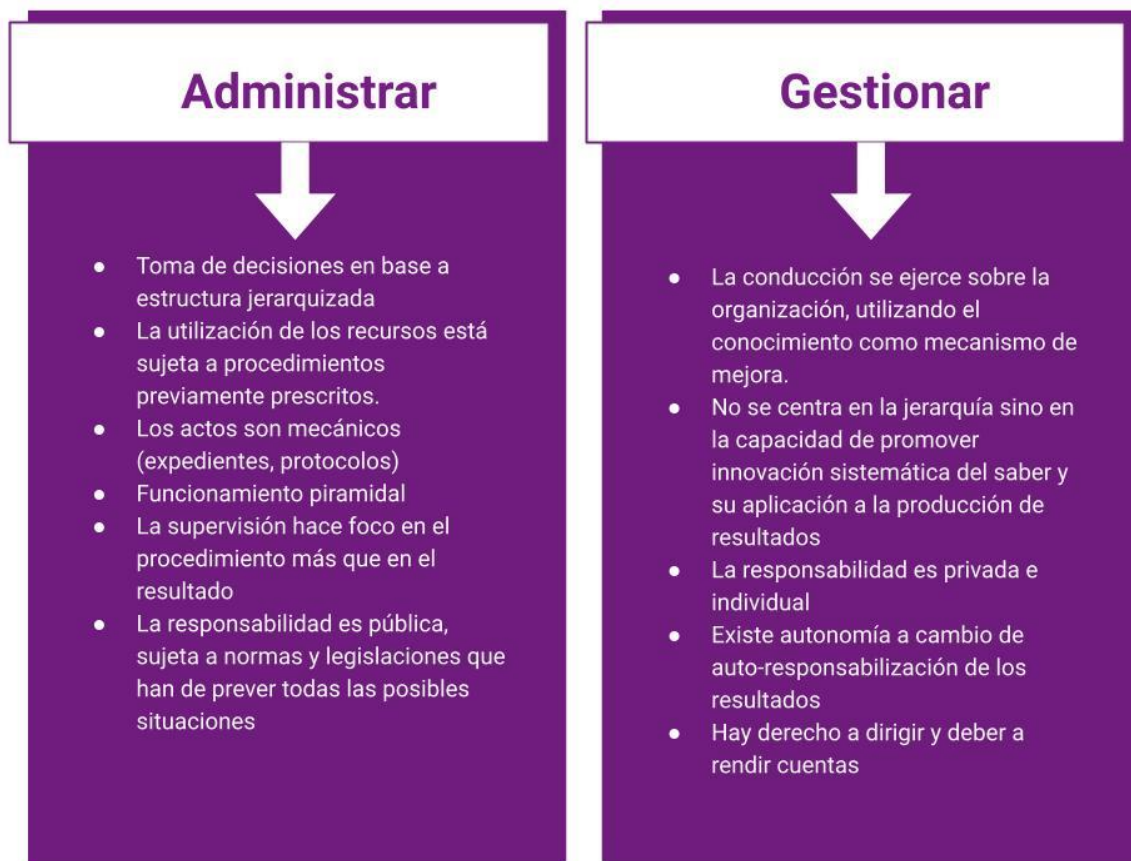 Administrar
● Toma de decisiones en base a
estructura jerarquizada
● La utilización de los recursos está
sujeta a procedimientos
previamente prescritos.
● Los actos son mecánicos
(expedientes, protocolos)
● Funcionamiento piramidal
● La supervisión hace foco en el
procedimiento más que en el
resultado
● La responsabilidad es pública,
sujeta a normas y legislaciones que
han de prever todas las posibles
situaciones
Gestionar
● La conducción se ejerce sobre la
organización, utilizando el
conocimiento como mecanismo de
mejora.
● No se centra en la jerarquía sino en
la capacidad de promover
innovación sistemática del saber y
su aplicación a la producción de
resultados
● La responsabilidad es privada e
individual
● Existe autonomía a cambio de
auto-responsabilización de los
resultados
● Hay derecho a dirigir y deber a
rendir cuentas